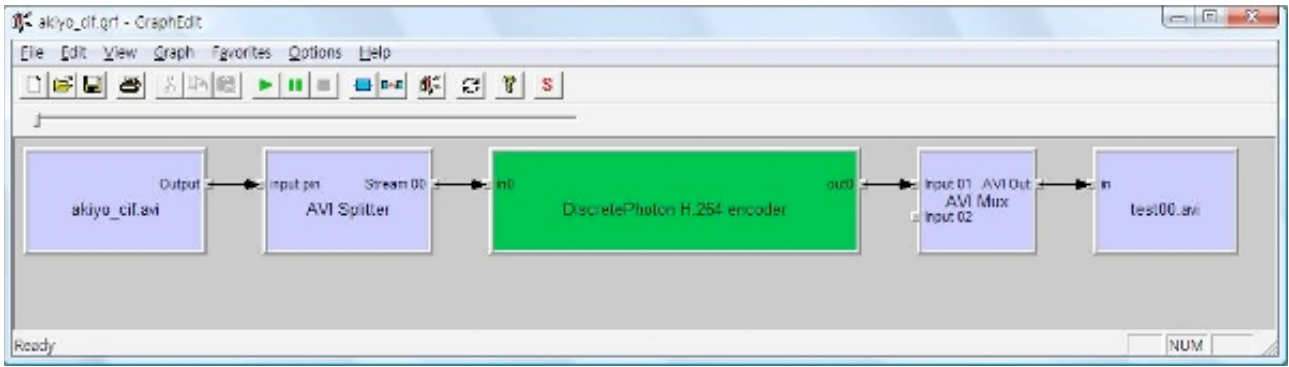 akiyo_cif.grf - GraphEdit
File Edit View Graph Favorites Options Help
S
Output
akiyo_cif.avi
input pin Stream 00
AVI Splitter
in0 out0
DiscretePhoton H.264 encoder
Input 01 AVI Out
AVI Mux
Input 02
in
test00.avi
Ready
NUM